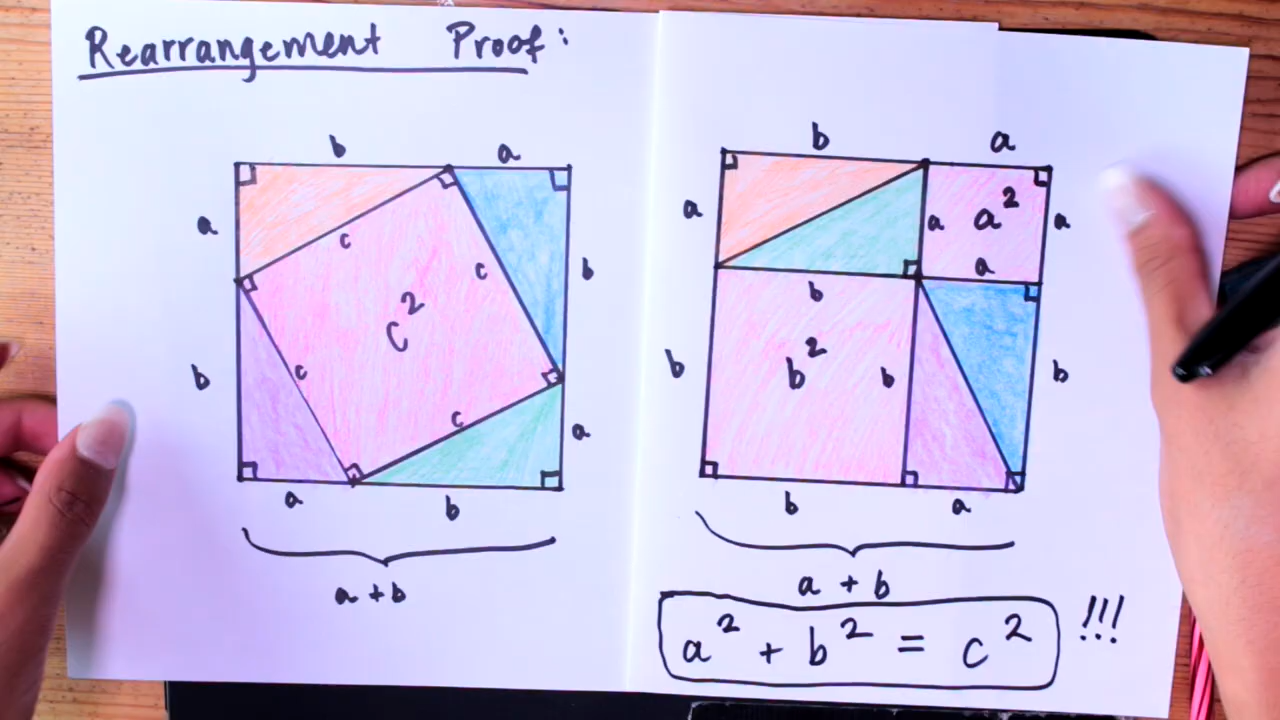 Rearrangement Proof:
b a
a
c
c
b
c²
b
c
c
a
a b
a + b
b a
a
a
a²
a
a
b
b
b²
b
b
b a
a + b
a² + b² = c² !!!